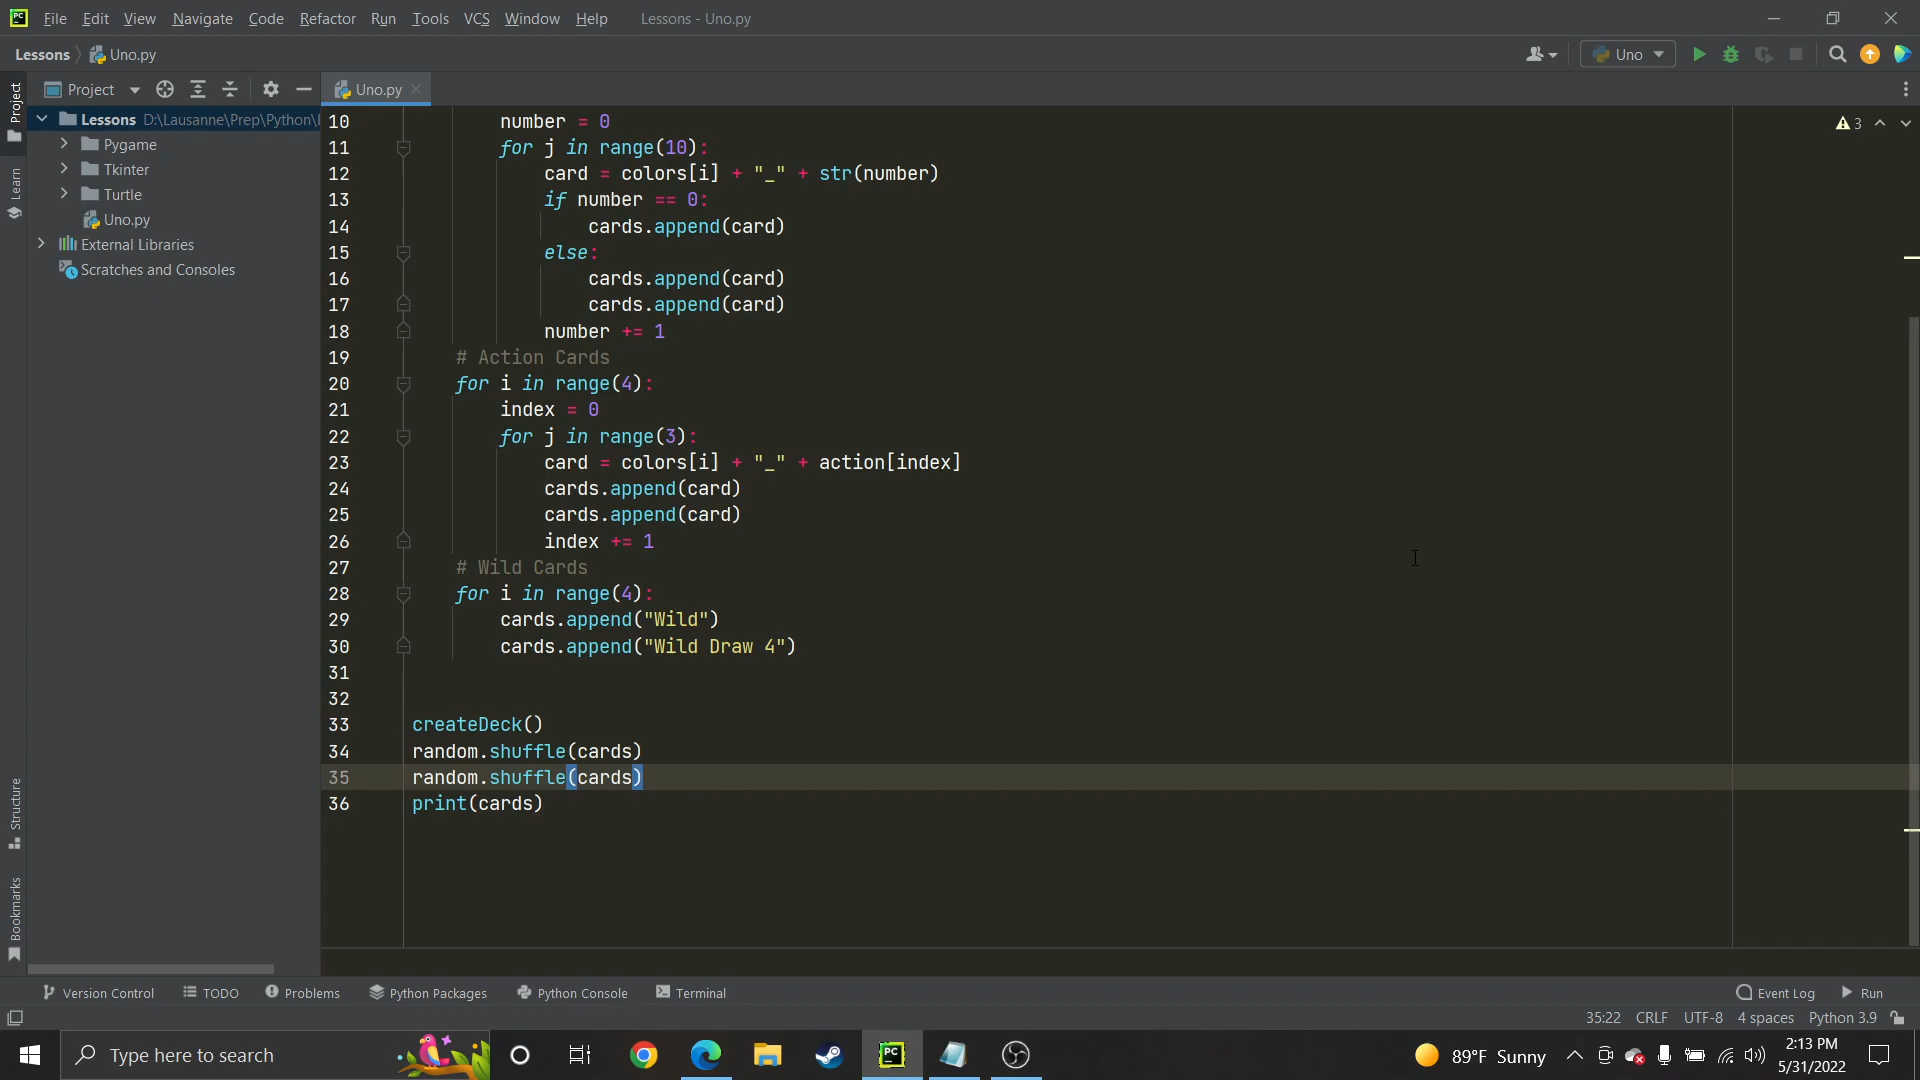 File Edit View Navigate Code Refactor Run Tools VCS Window Help Lessons - Uno.py
Lessons Uno.py Uno
Project Uno.py
Project
Learn
Structure
Bookmarks
Lessons D:\Lausanne\Prep\Python\
Pygame
Tkinter
Turtle
Uno.py
External Libraries
Scratches and Consoles
3
10 number = 0
11 for j in range(10):
12 card = colors[i] + "_" + str(number)
13 if number == 0:
14 cards.append(card)
15 else:
16 cards.append(card)
17 cards.append(card)
18 number += 1
19 # Action Cards
20 for i in range(4):
21 index = 0
22 for j in range(3):
23 card = colors[i] + "_" + action[index]
24 cards.append(card)
25 cards.append(card)
26 index += 1
27 # Wild Cards
28 for i in range(4):
29 cards.append("Wild")
30 cards.append("Wild Draw 4")
31
32
33 createDeck()
34 random.shuffle(cards)
35 random.shuffle(cards)
36 print(cards)
Version Control TODO Problems Python Packages Python Console Terminal Event Log Run
35:22 CRLF UTF-8 4 spaces Python 3.9
Type here to search 89°F Sunny 2:13 PM
5/31/2022